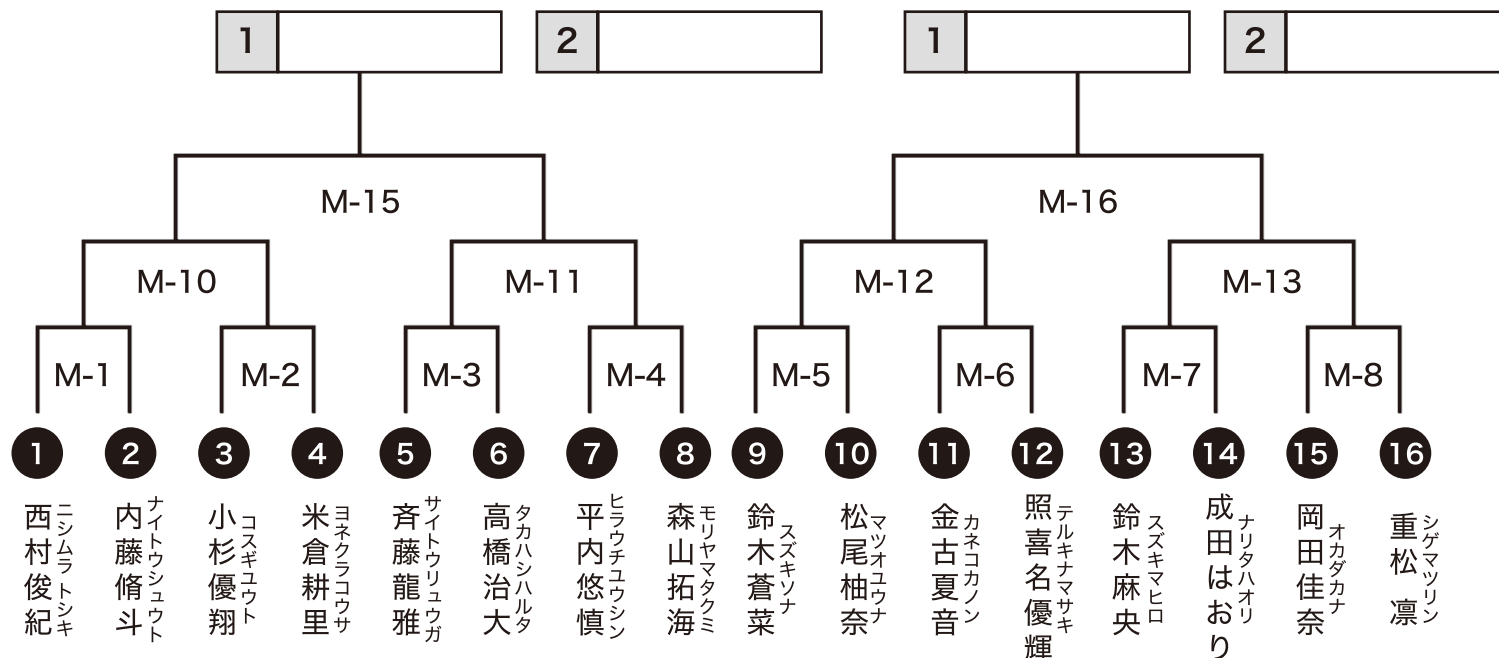 1
2
1
2
M-15
M-16
M-10
M-11
M-12
M-13
M-1
M-2
M-3
M-4
M-5
M-6
M-7
M-8
1
2
3
4
5
6
7
8
9
10
11
12
13
14
15
16
西村俊紀
ニシムラ トシキ
内藤脩斗
ナイトウシュウト
小杉優翔
コスギユウト
米倉耕里
ヨネクラコウサ
斉藤龍雅
サイトウリュウガ
高橋治大
タカハシハルタ
平内悠慎
ヒラウチユウシン
森山拓海
モリヤマタクミ
鈴木蒼菜
スズキソナ
松尾柚奈
マツオユウナ
金古夏音
カネコカノン
照喜名優輝
テルキナマサキ
鈴木麻央
スズキマヒロ
成田はおり
ナリタハオリ
岡田佳奈
オカダカナ
重松 凛
シゲマツリン